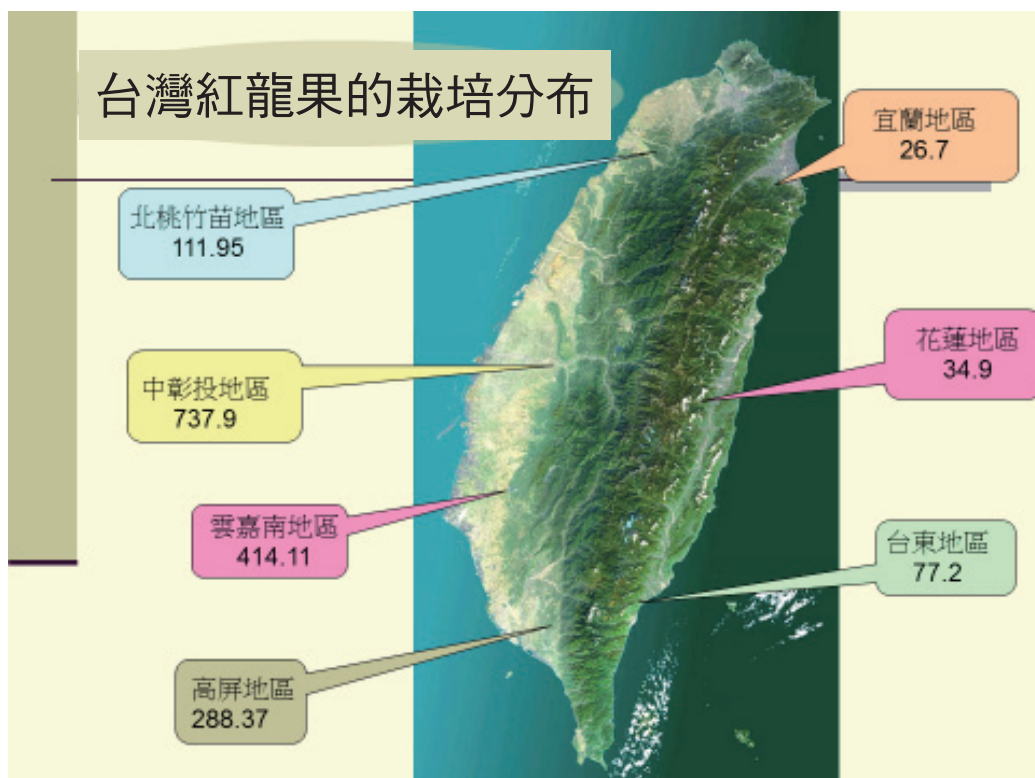 台灣紅龍果的栽培分布
宜蘭地區
26.7
北桃竹苗地區
111.95
花蓮地區
34.9
中彰投地區
737.9
雲嘉南地區
414.11
台東地區
77.2
高屏地區
288.37